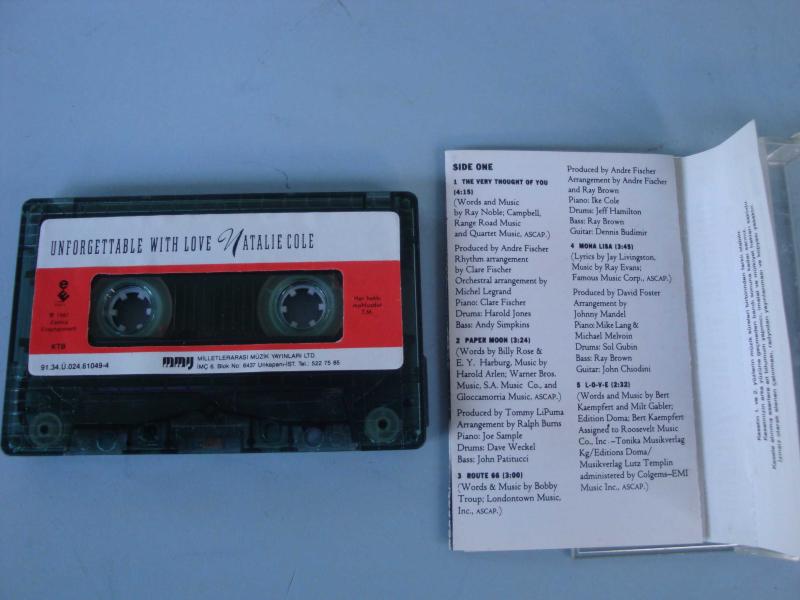 UNFORGETTABLE WITH LOVE NATALIE COLE
e
℗ 1991
KTB
91.34.Ü.024.61049-4
Her hakkı
mahfuzdur
T.M.
mmy MİLLETLERARASI MÜZİK YAYINLARI LTD.
İMÇ 6. Blok No: 6437 Unkapanı-İST. Tel.: 522 75 65
SIDE ONE
1 THE VERY THOUGHT OF YOU
(4:15)
(Words and Music
by Ray Noble; Campbell,
Range Road Music
and Quartet Music, ASCAP.)
Produced by Andre Fischer
Rhythm arrangement
by Clare Fischer
Orchestral arrangement by
Michel Legrand
Piano: Clare Fischer
Drums: Harold Jones
Bass: Andy Simpkins
2 PAPER MOON (3:24)
(Words by Billy Rose &
E. Y. Harburg, Music by
Harold Arlen; Warner Bros.
Music, S.A. Music Co., and
Gloccamorria Music, ASCAP.)
Produced by Tommy LiPuma
Arrangement by Ralph Burns
Piano: Joe Sample
Drums: Dave Weckel
Bass: John Patitucci
3 ROUTE 66 (3:00)
(Words & Music by Bobby
Troup; Londontown Music,
Inc., ASCAP.)
Produced by Andre Fischer
Arrangement by Andre Fischer
and Ray Brown
Piano: Ike Cole
Drums: Jeff Hamilton
Bass: Ray Brown
Guitar: Dennis Budimir
4 MONA LISA (3:45)
(Lyrics by Jay Livingston,
Music by Ray Evans;
Famous Music Corp., ASCAP.)
Produced by David Foster
Arrangement by
Johnny Mandel
Piano: Mike Lang &
Michael Melvoin
Drums: Sol Gubin
Bass: Ray Brown
Guitar: John Chiodini
5 L-O-V-E (2:32)
(Words and Music by Bert
Kaempfert and Milt Gabler;
Edition Doma; Bert Kaempfert
Assigned to Roosevelt Music
Co., Inc.-Tonika Musikverlag
Kg/Editions Doma/
Musikverlag Lutz Templin
administered by Colgems-EMI
Music Inc., ASCAP.)